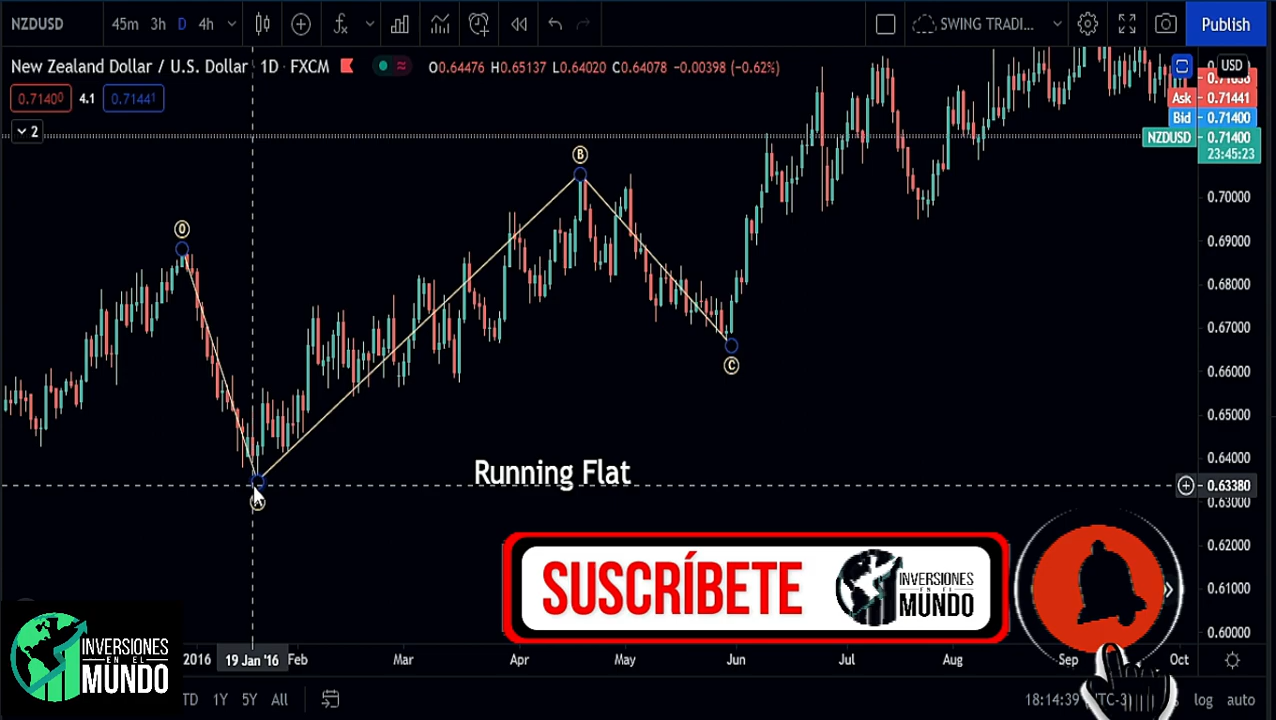 NZDUSD 45m 3h D 4h SWING TRADI... Publish
New Zealand Dollar / U.S. Dollar · 1D · FXCM O0.64476 H0.65137 L0.64020 C0.64078 -0.00398 (-0.62%) USD
0.71400 4.1 0.71441
Ask 0.71441
Bid 0.71400
2
NZDUSD 0.71400
23:45:23
B
0.70000
0
0.69000
0.68000
0.67000
C
0.66000
0.65000
0.64000
Running Flat
0.63380
0.63000
0.62000
SUSCRÍBETE
INVERSIONES
EN EL
MUNDO
0.61000
0.60000
INVERSIONES
EN EL
MUNDO
2016 19 Jan '16 Feb Mar Apr May Jun Jul Aug Sep Oct
TD 1Y 5Y All 18:14:39 log auto